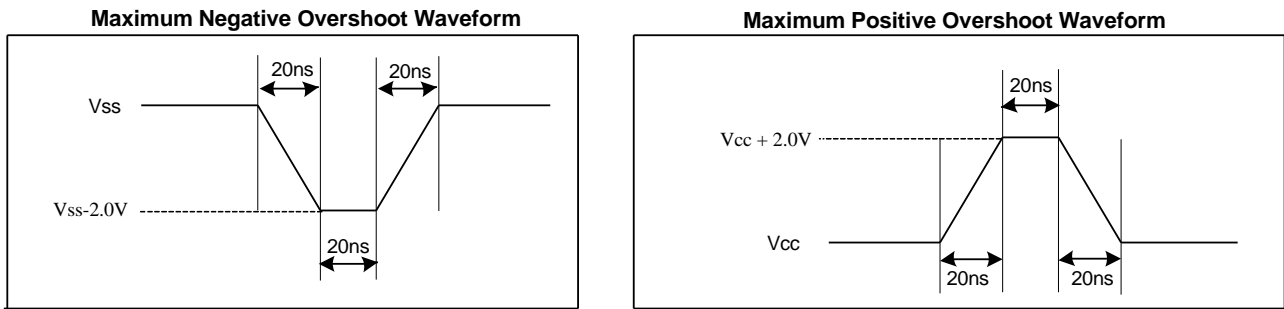 Maximum Negative Overshoot Waveform
20ns
20ns
Vss
Vss-2.0V
20ns
Maximum Positive Overshoot Waveform
20ns
Vcc + 2.0V
Vcc
20ns
20ns